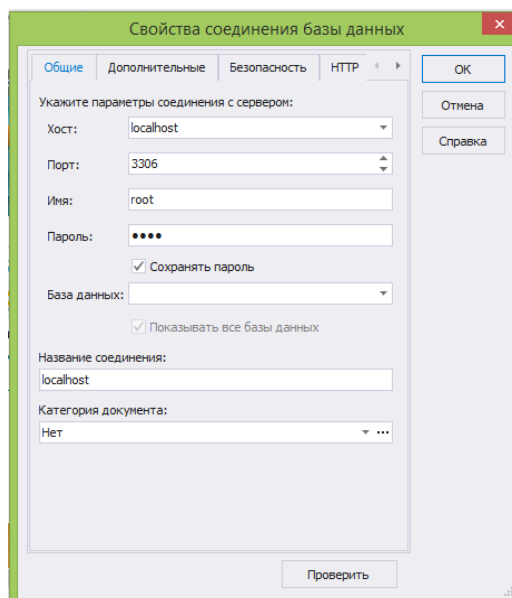 Свойства соединения базы данных
Общие Дополнительные Безопасность HTTP
OK
Отмена
Справка
Укажите параметры соединения с сервером:
Хост: localhost
Порт: 3306
Имя: root
Пароль: ●●●●
Сохранять пароль
База данных:
Показывать все базы данных
Название соединения:
localhost
Категория документа:
Нет
Проверить